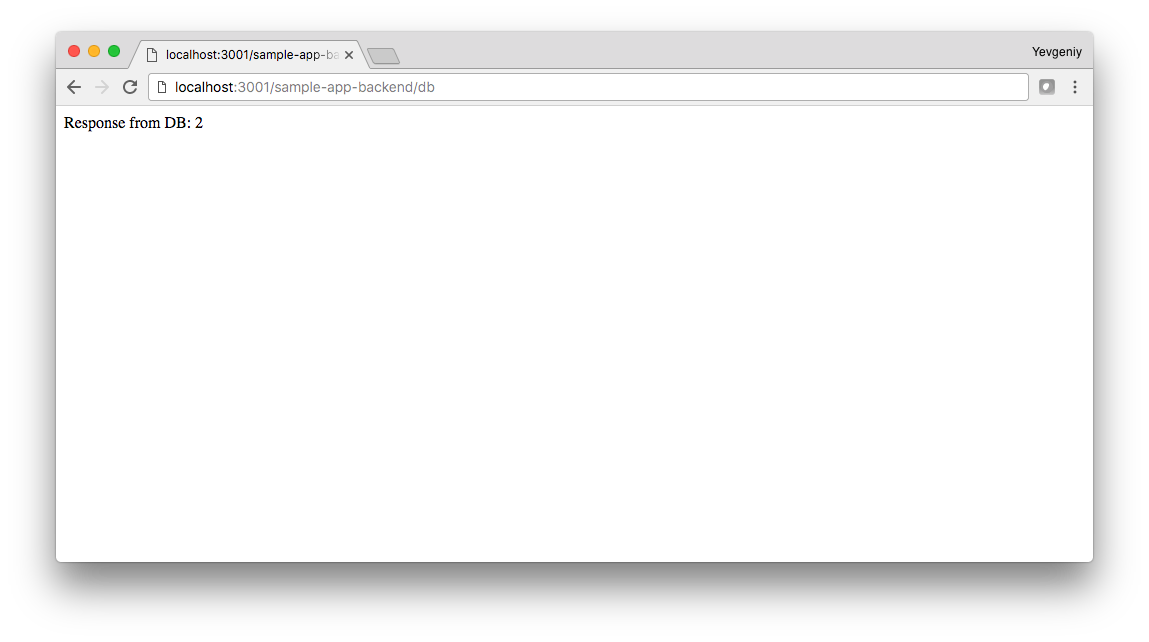 localhost:3001/sample-app-ba
Yevgeniy
localhost:3001/sample-app-backend/db
Response from DB: 2